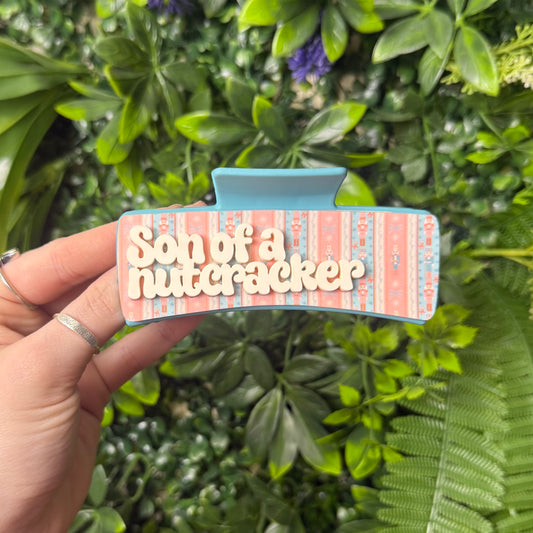 Son of a
nutcracker